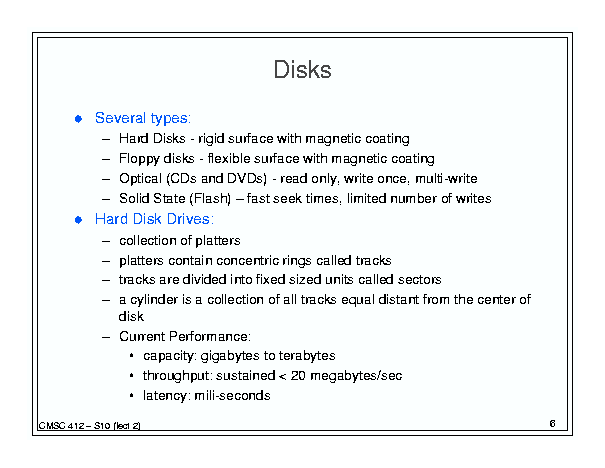 Disks
● Several types:
– Hard Disks - rigid surface with magnetic coating
– Floppy disks - flexible surface with magnetic coating
– Optical (CDs and DVDs) - read only, write once, multi-write
– Solid State (Flash) – fast seek times, limited number of writes
● Hard Disk Drives:
– collection of platters
– platters contain concentric rings called tracks
– tracks are divided into fixed sized units called sectors
– a cylinder is a collection of all tracks equal distant from the center of
disk
– Current Performance:
• capacity: gigabytes to terabytes
• throughput: sustained < 20 megabytes/sec
• latency: mili-seconds
CMSC 412 – S10 (lect 2)
6